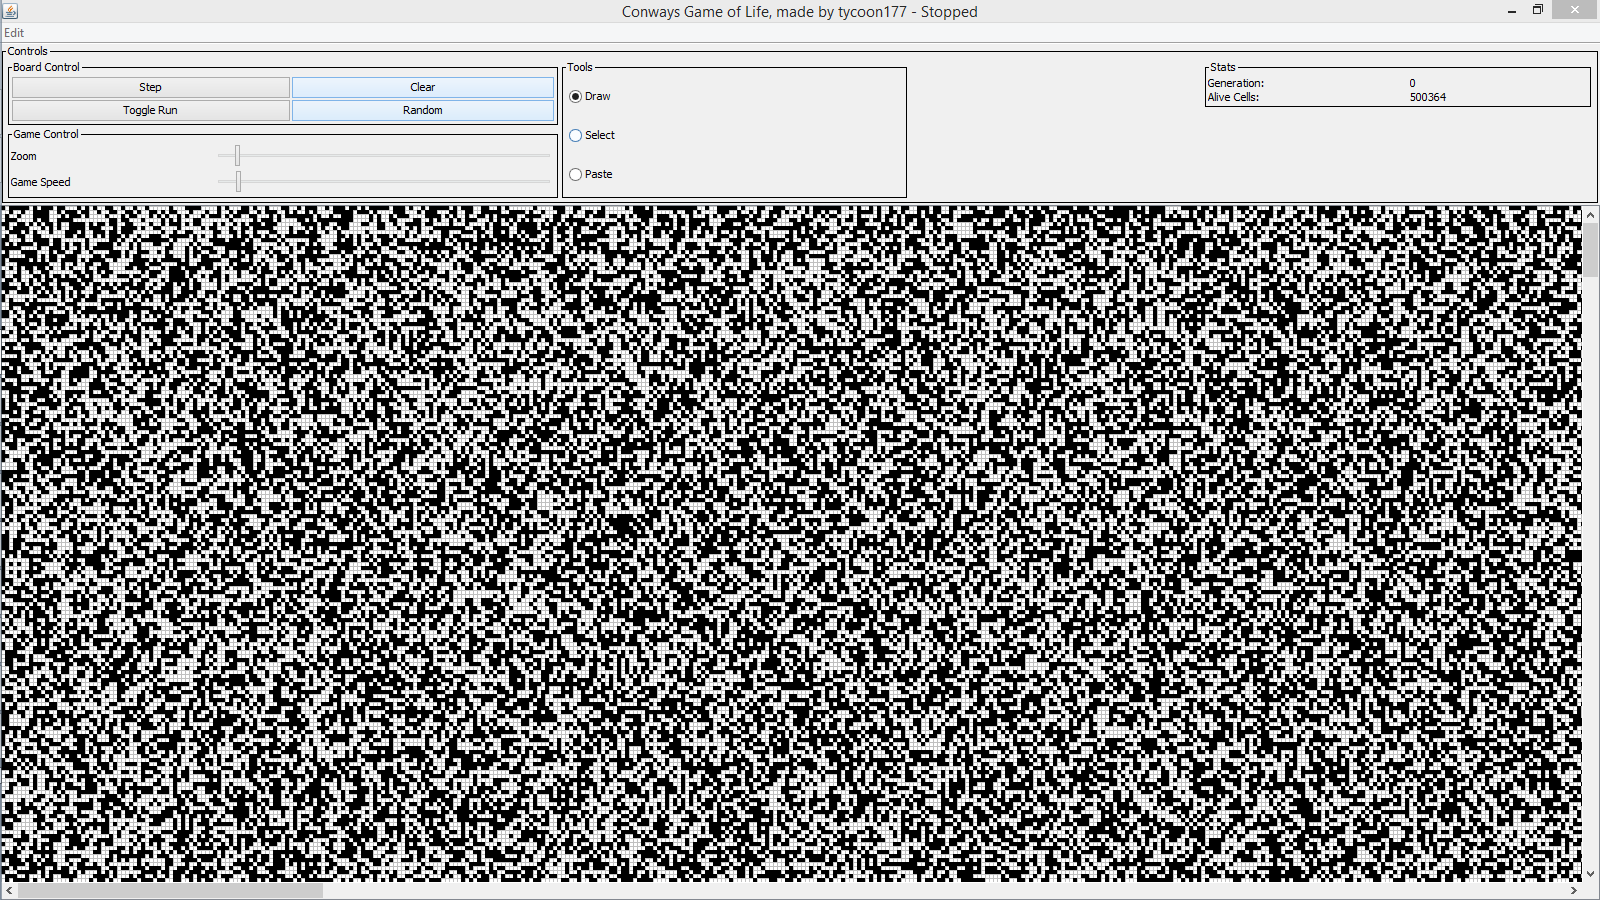 Conways Game of Life, made by tycoon177 - Stopped
Edit
Controls
Board Control
Step
Clear
Toggle Run
Random
Game Control
Zoom
Game Speed
Tools
Draw
Select
Paste
Stats
Generation: 0
Alive Cells: 500364